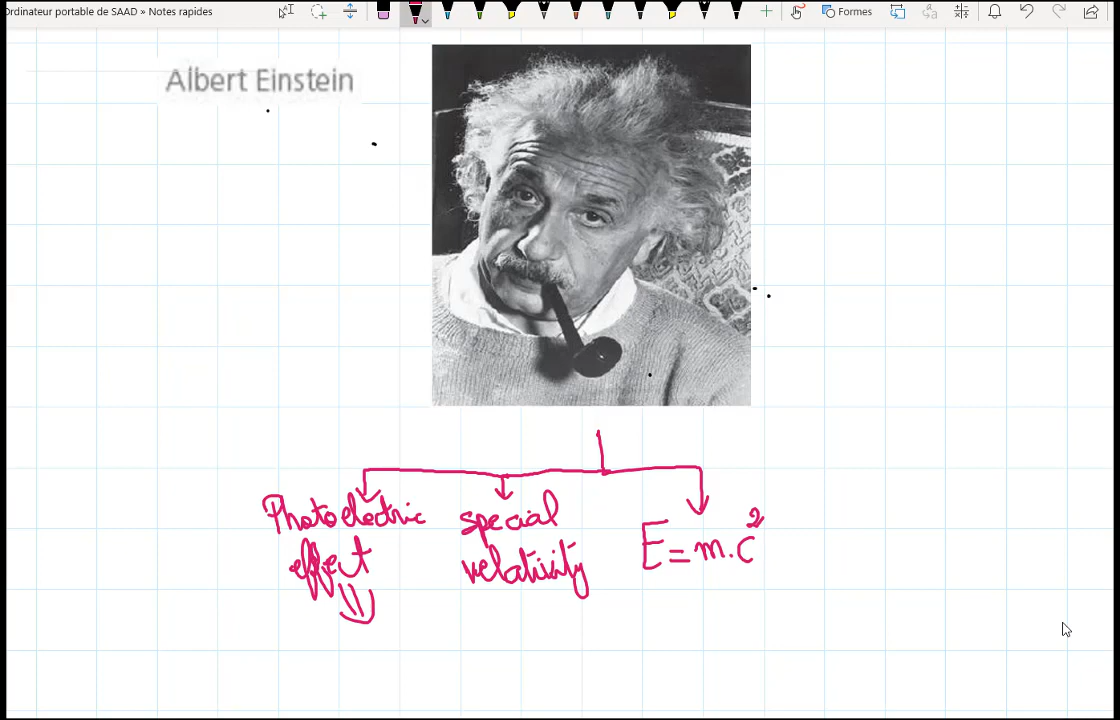 Ordinateur portable de SAAD » Notes rapides
Formes
Albert Einstein
Photoelectric
effect
special
relativity
E = m.c²